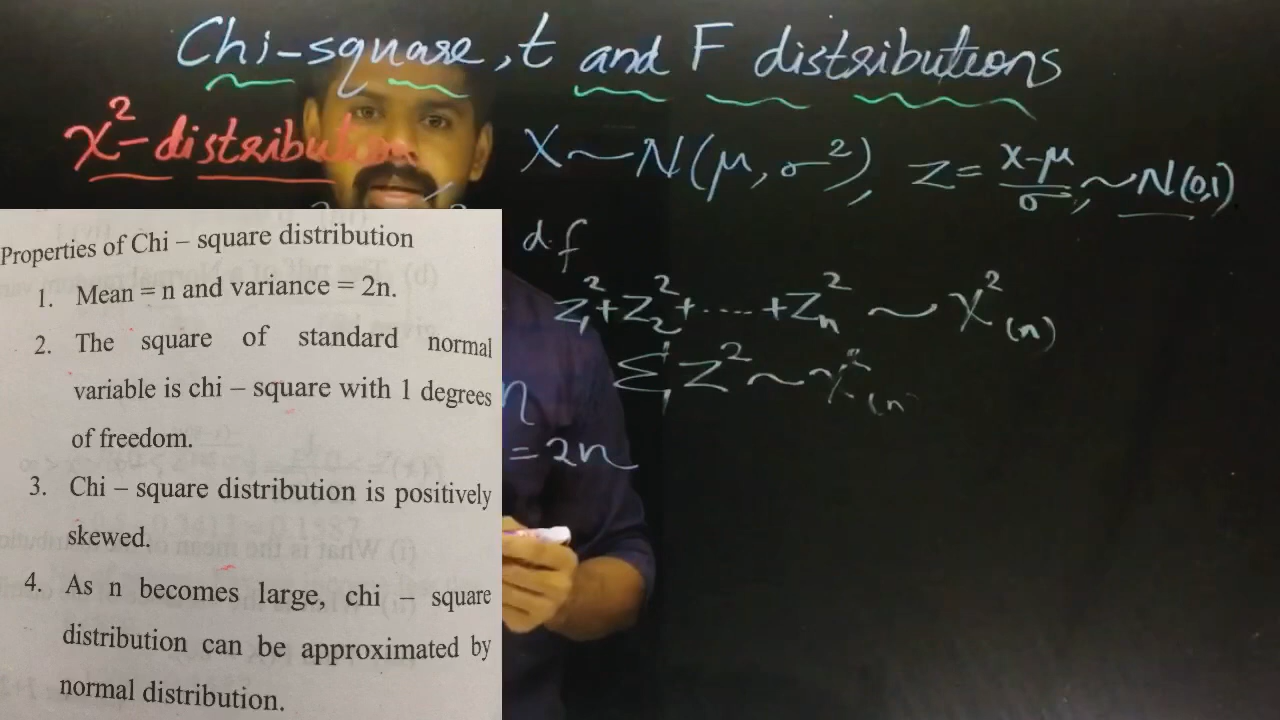 Chi-square, t and F distributions
χ²-distribution
X ~ N(μ, σ²), Z = (X-μ)/σ, ~ N(0,1)
d.f
Z₁² + Z₂² + ..... + Zₙ² ~ χ²(n)
Σ Z² ~ χ²(n)
n
= 2n
Properties of Chi – square distribution
1. Mean = n and variance = 2n.
2. The square of standard normal
variable is chi – square with 1 degrees
of freedom.
3. Chi – square distribution is positively
skewed.
4. As n becomes large, chi – square
distribution can be approximated by
normal distribution.